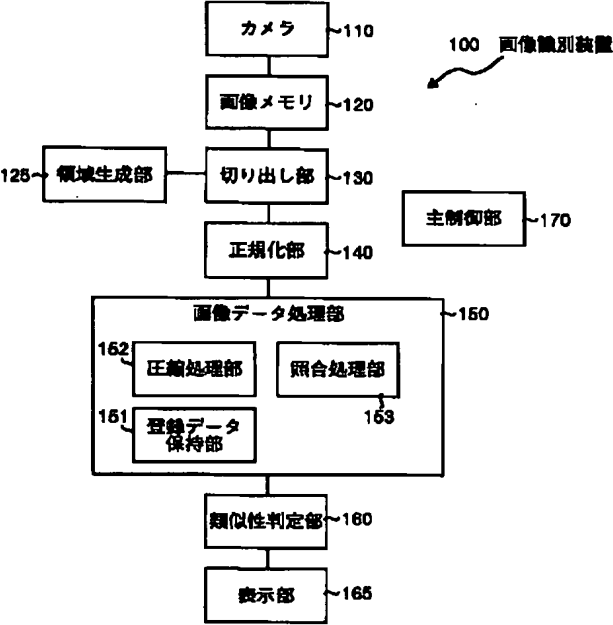 カメラ
110
100 画像識別装置
画像メモリ
120
125
領域生成部
切り出し部
130
主制御部
170
正規化部
140
画像データ処理部
150
152
圧縮処理部
照合処理部
153
151
登録データ
保持部
類似性判定部
160
表示部
165